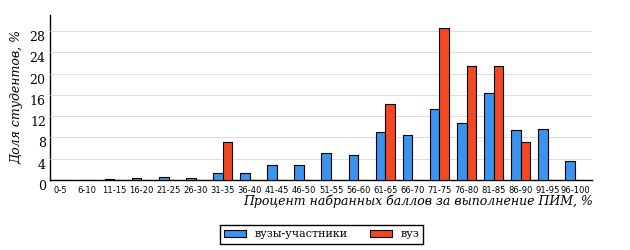 Доля студентов, %
28
24
20
16
12
8
4
0
0-5 6-10 11-15 16-20 21-25 26-30 31-35 36-40 41-45 46-50 51-55 56-60 61-65 66-70 71-75 76-80 81-85 86-90 91-95 96-100
Процент набранных баллов за выполнение ПИМ, %
вузы-участники вуз